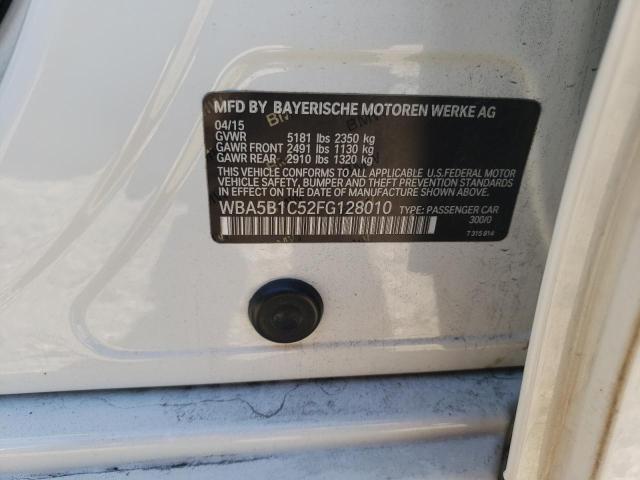 MFD BY BAYERISCHE MOTOREN WERKE AG
04/15
GVWR 5181 lbs 2350 kg
GAWR FRONT 2491 lbs 1130 kg
GAWR REAR 2910 lbs 1320 kg
THIS VEHICLE CONFORMS TO ALL APPLICABLE U.S.FEDERAL MOTOR
VEHICLE SAFETY, BUMPER, AND THEFT PREVENTION STANDARDS
IN EFFECT ON THE DATE OF MANUFACTURE SHOWN ABOVE.
WBA5B1C52FG128010 TYPE: PASSENGER CAR
300/0
7315814